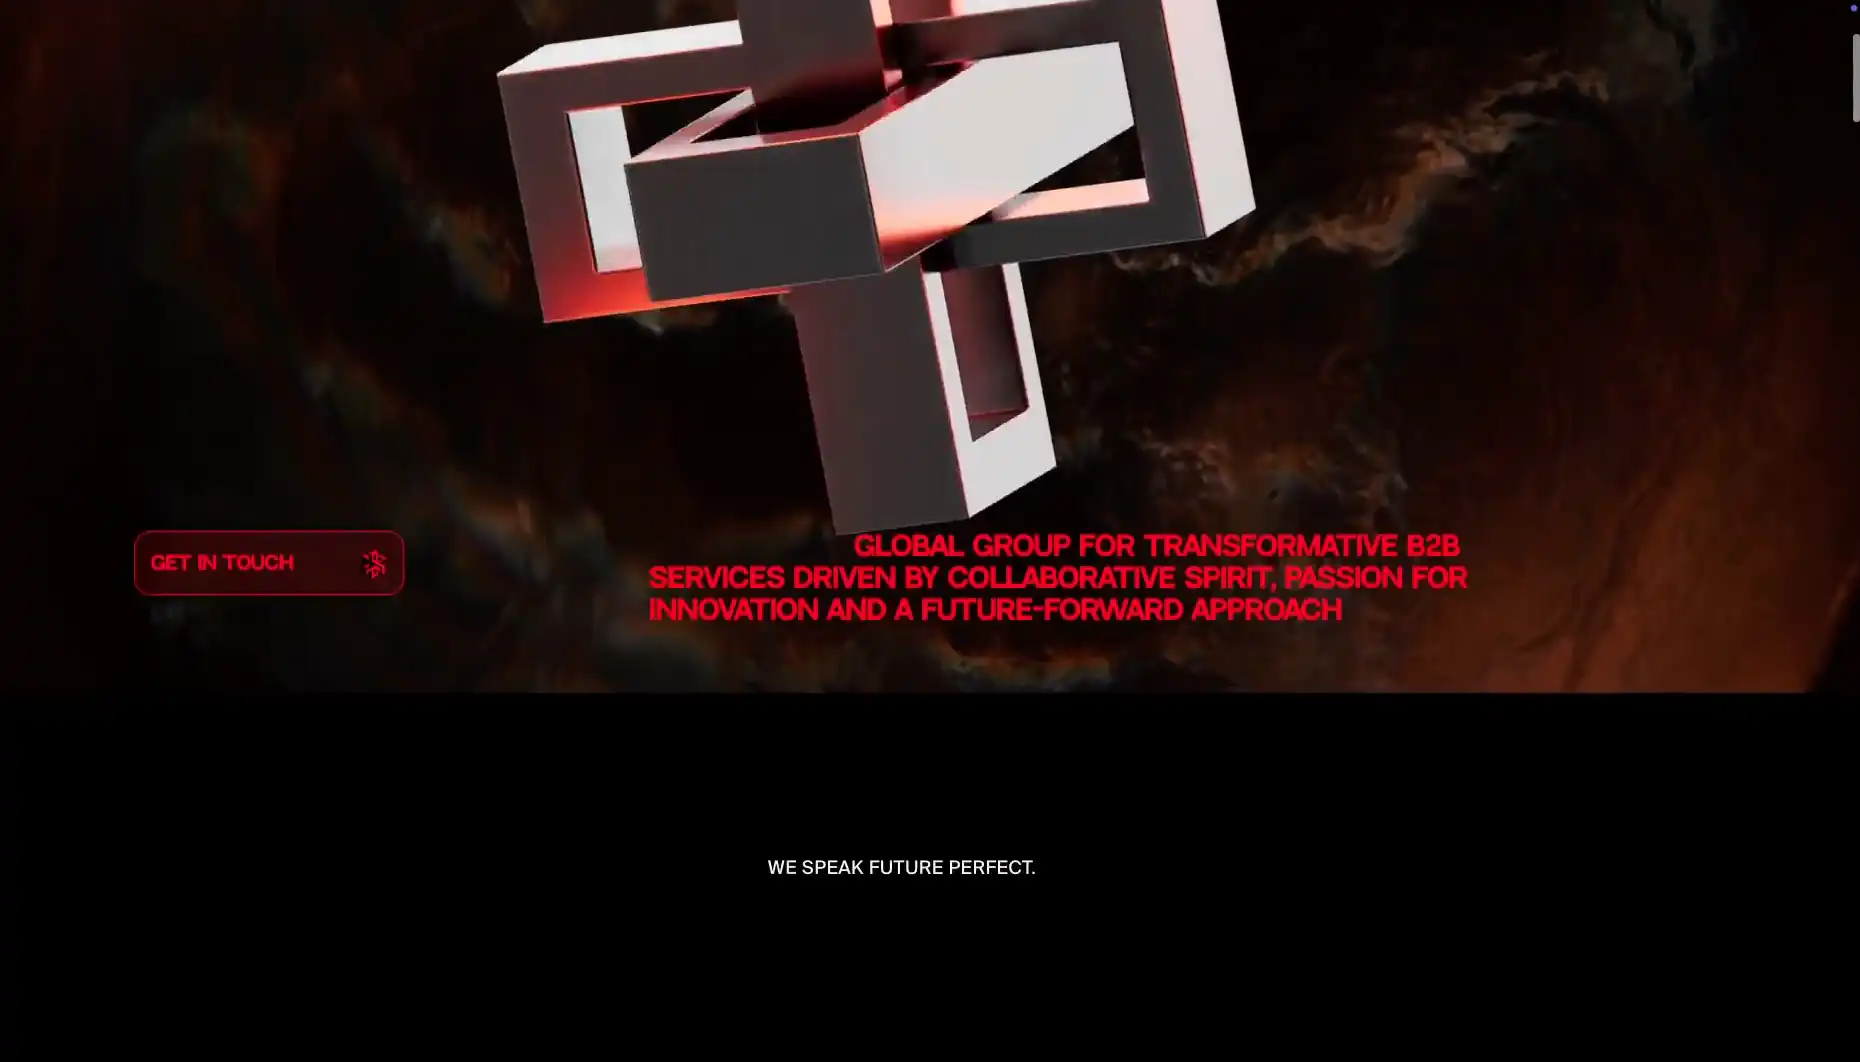 GET IN TOUCH
GLOBAL GROUP FOR TRANSFORMATIVE B2B
SERVICES DRIVEN BY COLLABORATIVE SPIRIT, PASSION FOR
INNOVATION AND A FUTURE-FORWARD APPROACH
WE SPEAK FUTURE PERFECT.